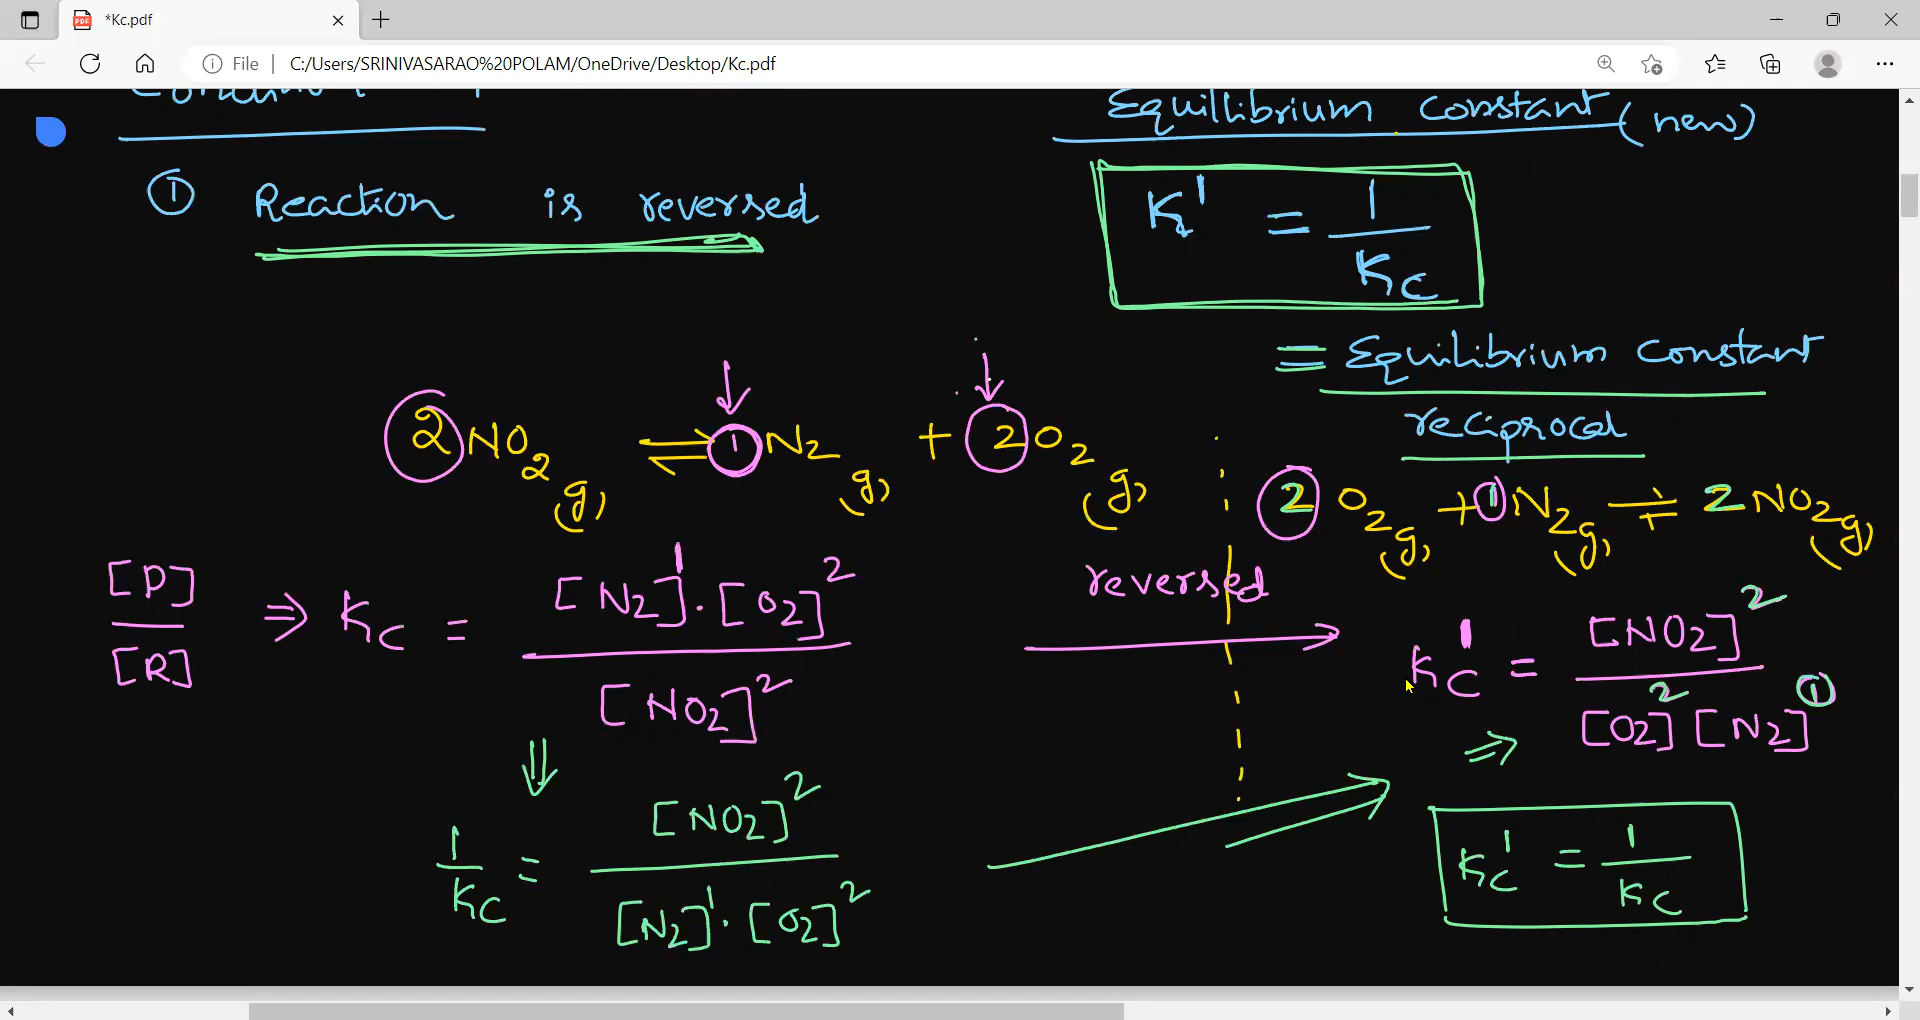 *Kc.pdf
File | C:/Users/SRINIVASARAO%20POLAM/OneDrive/Desktop/Kc.pdf
Equillibrium constant (new)
① Reaction is reversed
K' = 1/Kc
≡ Equilibrium constant
reciprocal
2NO2(g) ⇌ 1N2(g) + 2O2(g)
2O2(g) + 1N2(g) ⇌ 2NO2(g)
[P]/[R] ⇒ Kc = [N2]^1 · [O2]^2 / [NO2]^2
reversed
Kc' = [NO2]^2 / [O2]^2 [N2]^①
⇓
1/Kc = [NO2]^2 / [N2]^1 · [O2]^2
⇒
Kc' = 1/Kc